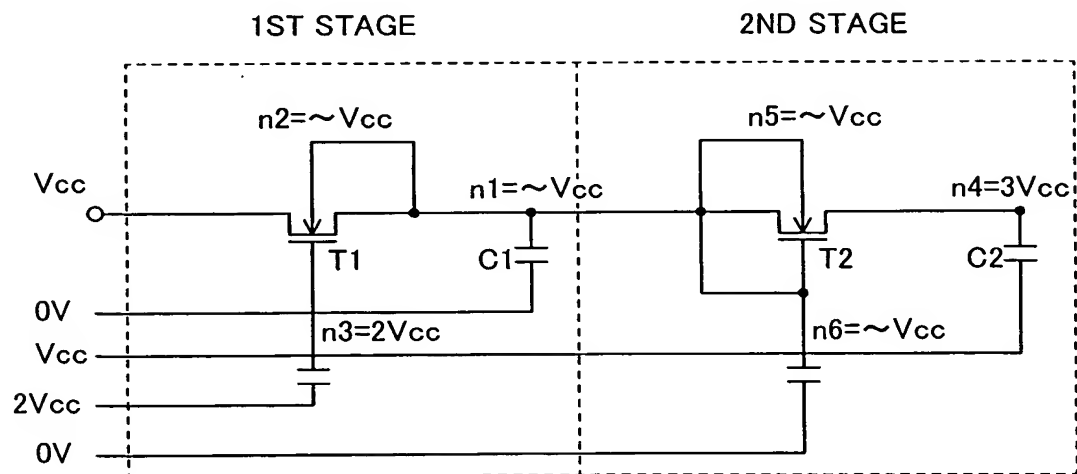 1ST STAGE
2ND STAGE
n2=~Vcc
n5=~Vcc
Vcc
n1=~Vcc
n4=3Vcc
T1
C1
T2
C2
0V
n3=2Vcc
n6=~Vcc
Vcc
2Vcc
0V